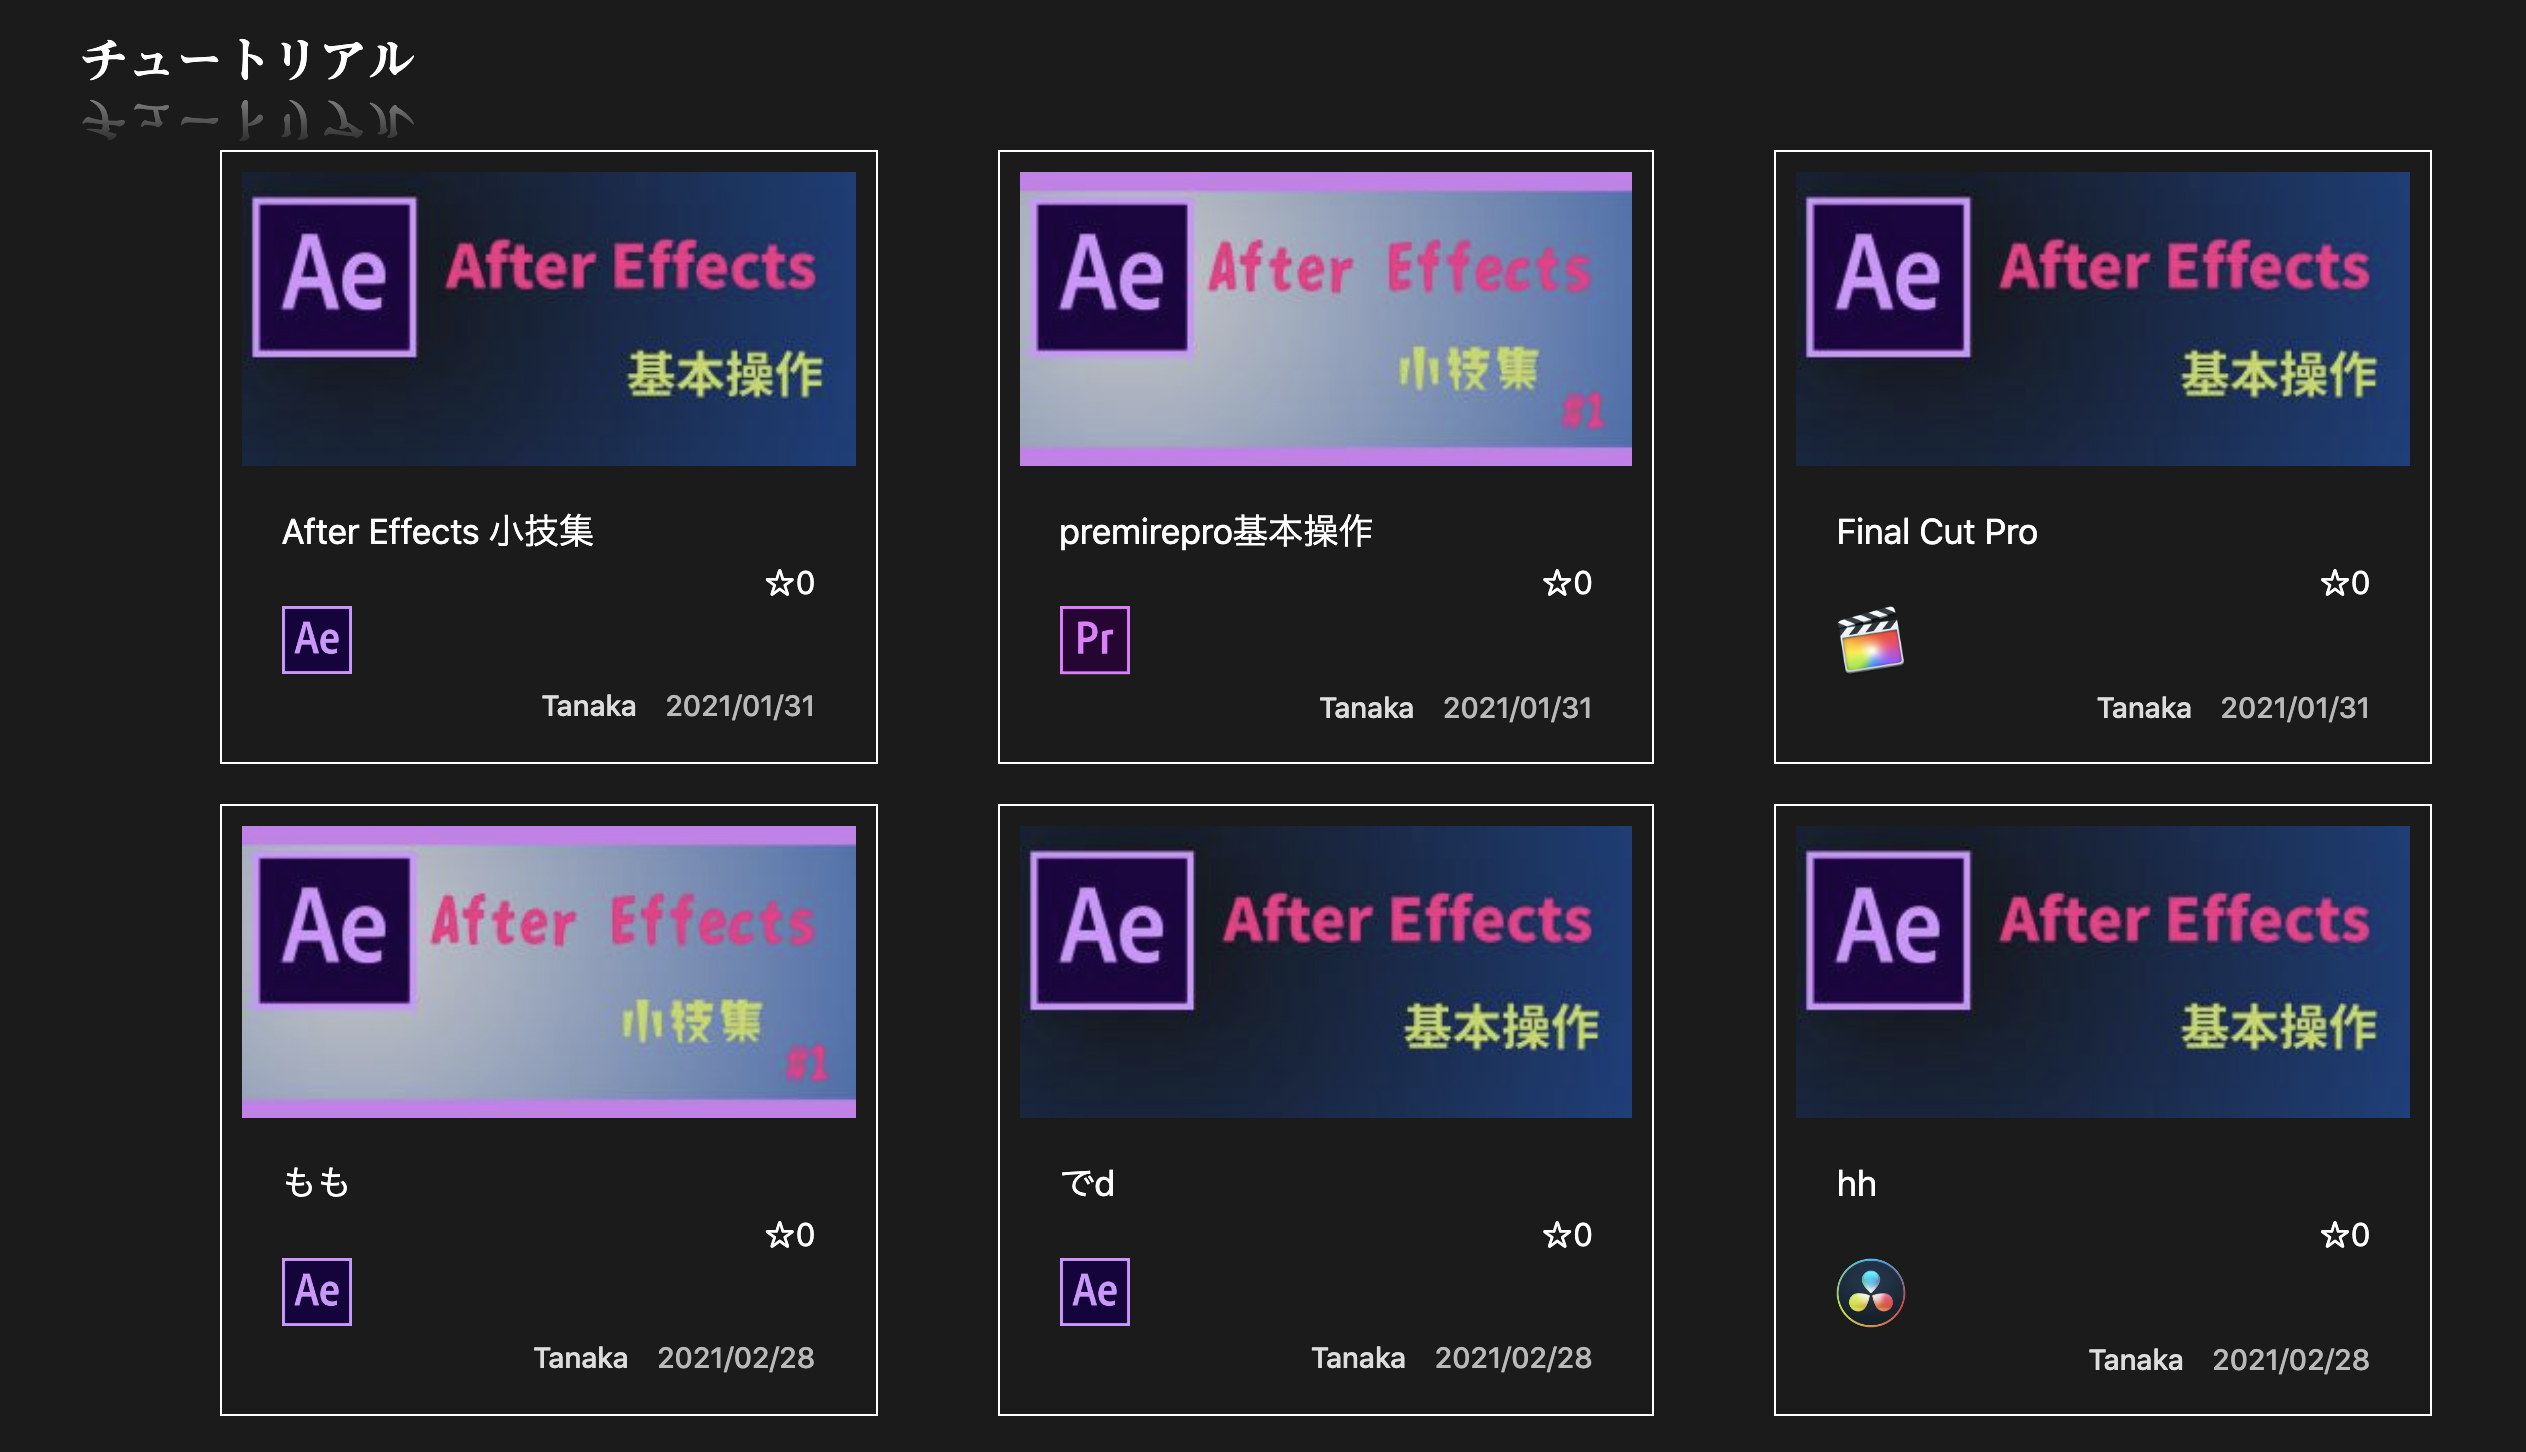 チュートリアル
Ae
After Effects
基本操作
After Effects 小技集
☆0
Ae
Tanaka 2021/01/31
Ae
After Effects
小技集
#1
premirepro基本操作
☆0
Pr
Tanaka 2021/01/31
Ae
After Effects
基本操作
Final Cut Pro
☆0
Tanaka 2021/01/31
Ae
After Effects
小技集
#1
もも
☆0
Ae
Tanaka 2021/02/28
Ae
After Effects
基本操作
でd
☆0
Ae
Tanaka 2021/02/28
Ae
After Effects
基本操作
hh
☆0
Tanaka 2021/02/28